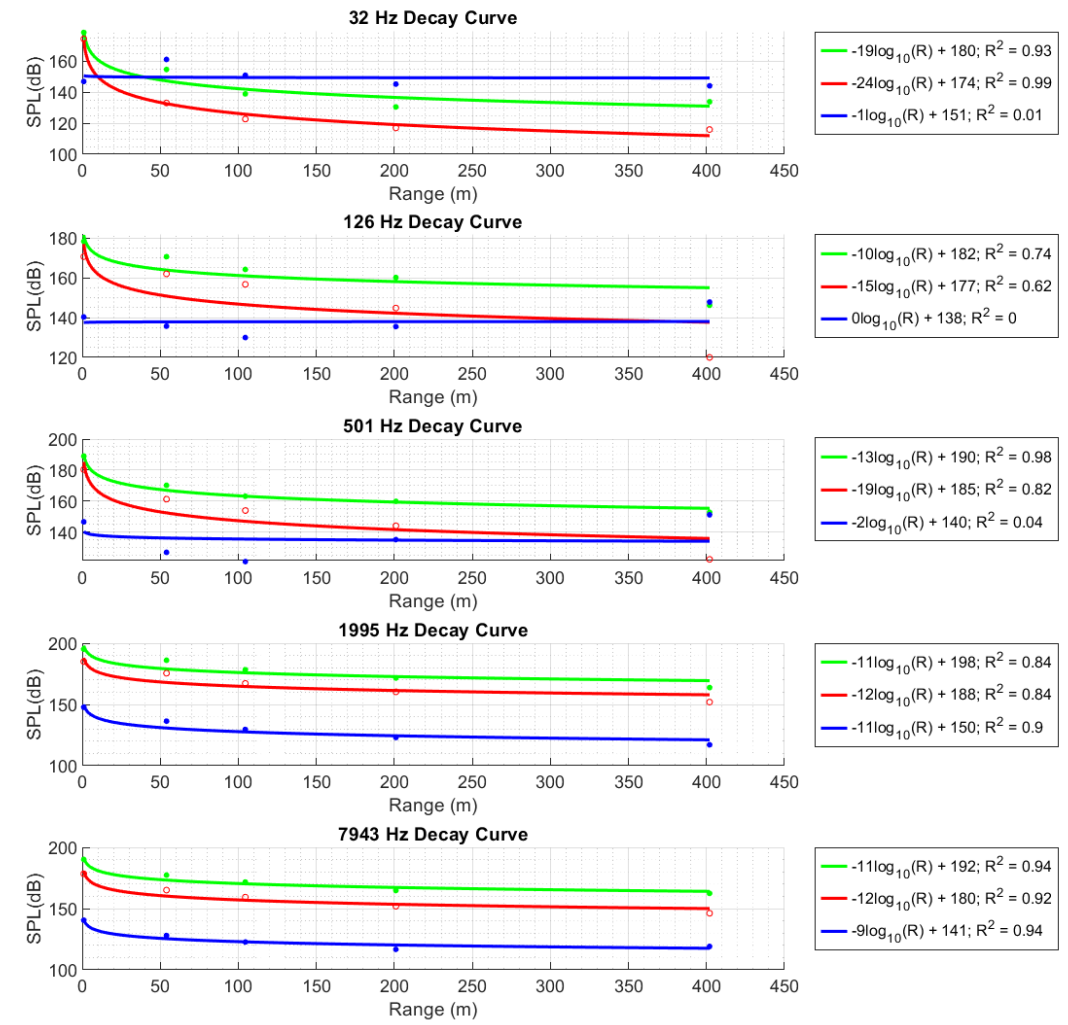 32 Hz Decay Curve
SPL(dB)
160
140
120
100
0 50 100 150 200 250 300 350 400 450
Range (m)
-19log10(R) + 180; R2 = 0.93
-24log10(R) + 174; R2 = 0.99
-1log10(R) + 151; R2 = 0.01
126 Hz Decay Curve
SPL(dB)
180
160
140
120
0 50 100 150 200 250 300 350 400 450
Range (m)
-10log10(R) + 182; R2 = 0.74
-15log10(R) + 177; R2 = 0.62
0log10(R) + 138; R2 = 0
501 Hz Decay Curve
SPL(dB)
200
180
160
140
0 50 100 150 200 250 300 350 400 450
Range (m)
-13log10(R) + 190; R2 = 0.98
-19log10(R) + 185; R2 = 0.82
-2log10(R) + 140; R2 = 0.04
1995 Hz Decay Curve
SPL(dB)
200
150
100
0 50 100 150 200 250 300 350 400 450
Range (m)
-11log10(R) + 198; R2 = 0.84
-12log10(R) + 188; R2 = 0.84
-11log10(R) + 150; R2 = 0.9
7943 Hz Decay Curve
SPL(dB)
200
150
100
0 50 100 150 200 250 300 350 400 450
Range (m)
-11log10(R) + 192; R2 = 0.94
-12log10(R) + 180; R2 = 0.92
-9log10(R) + 141; R2 = 0.94